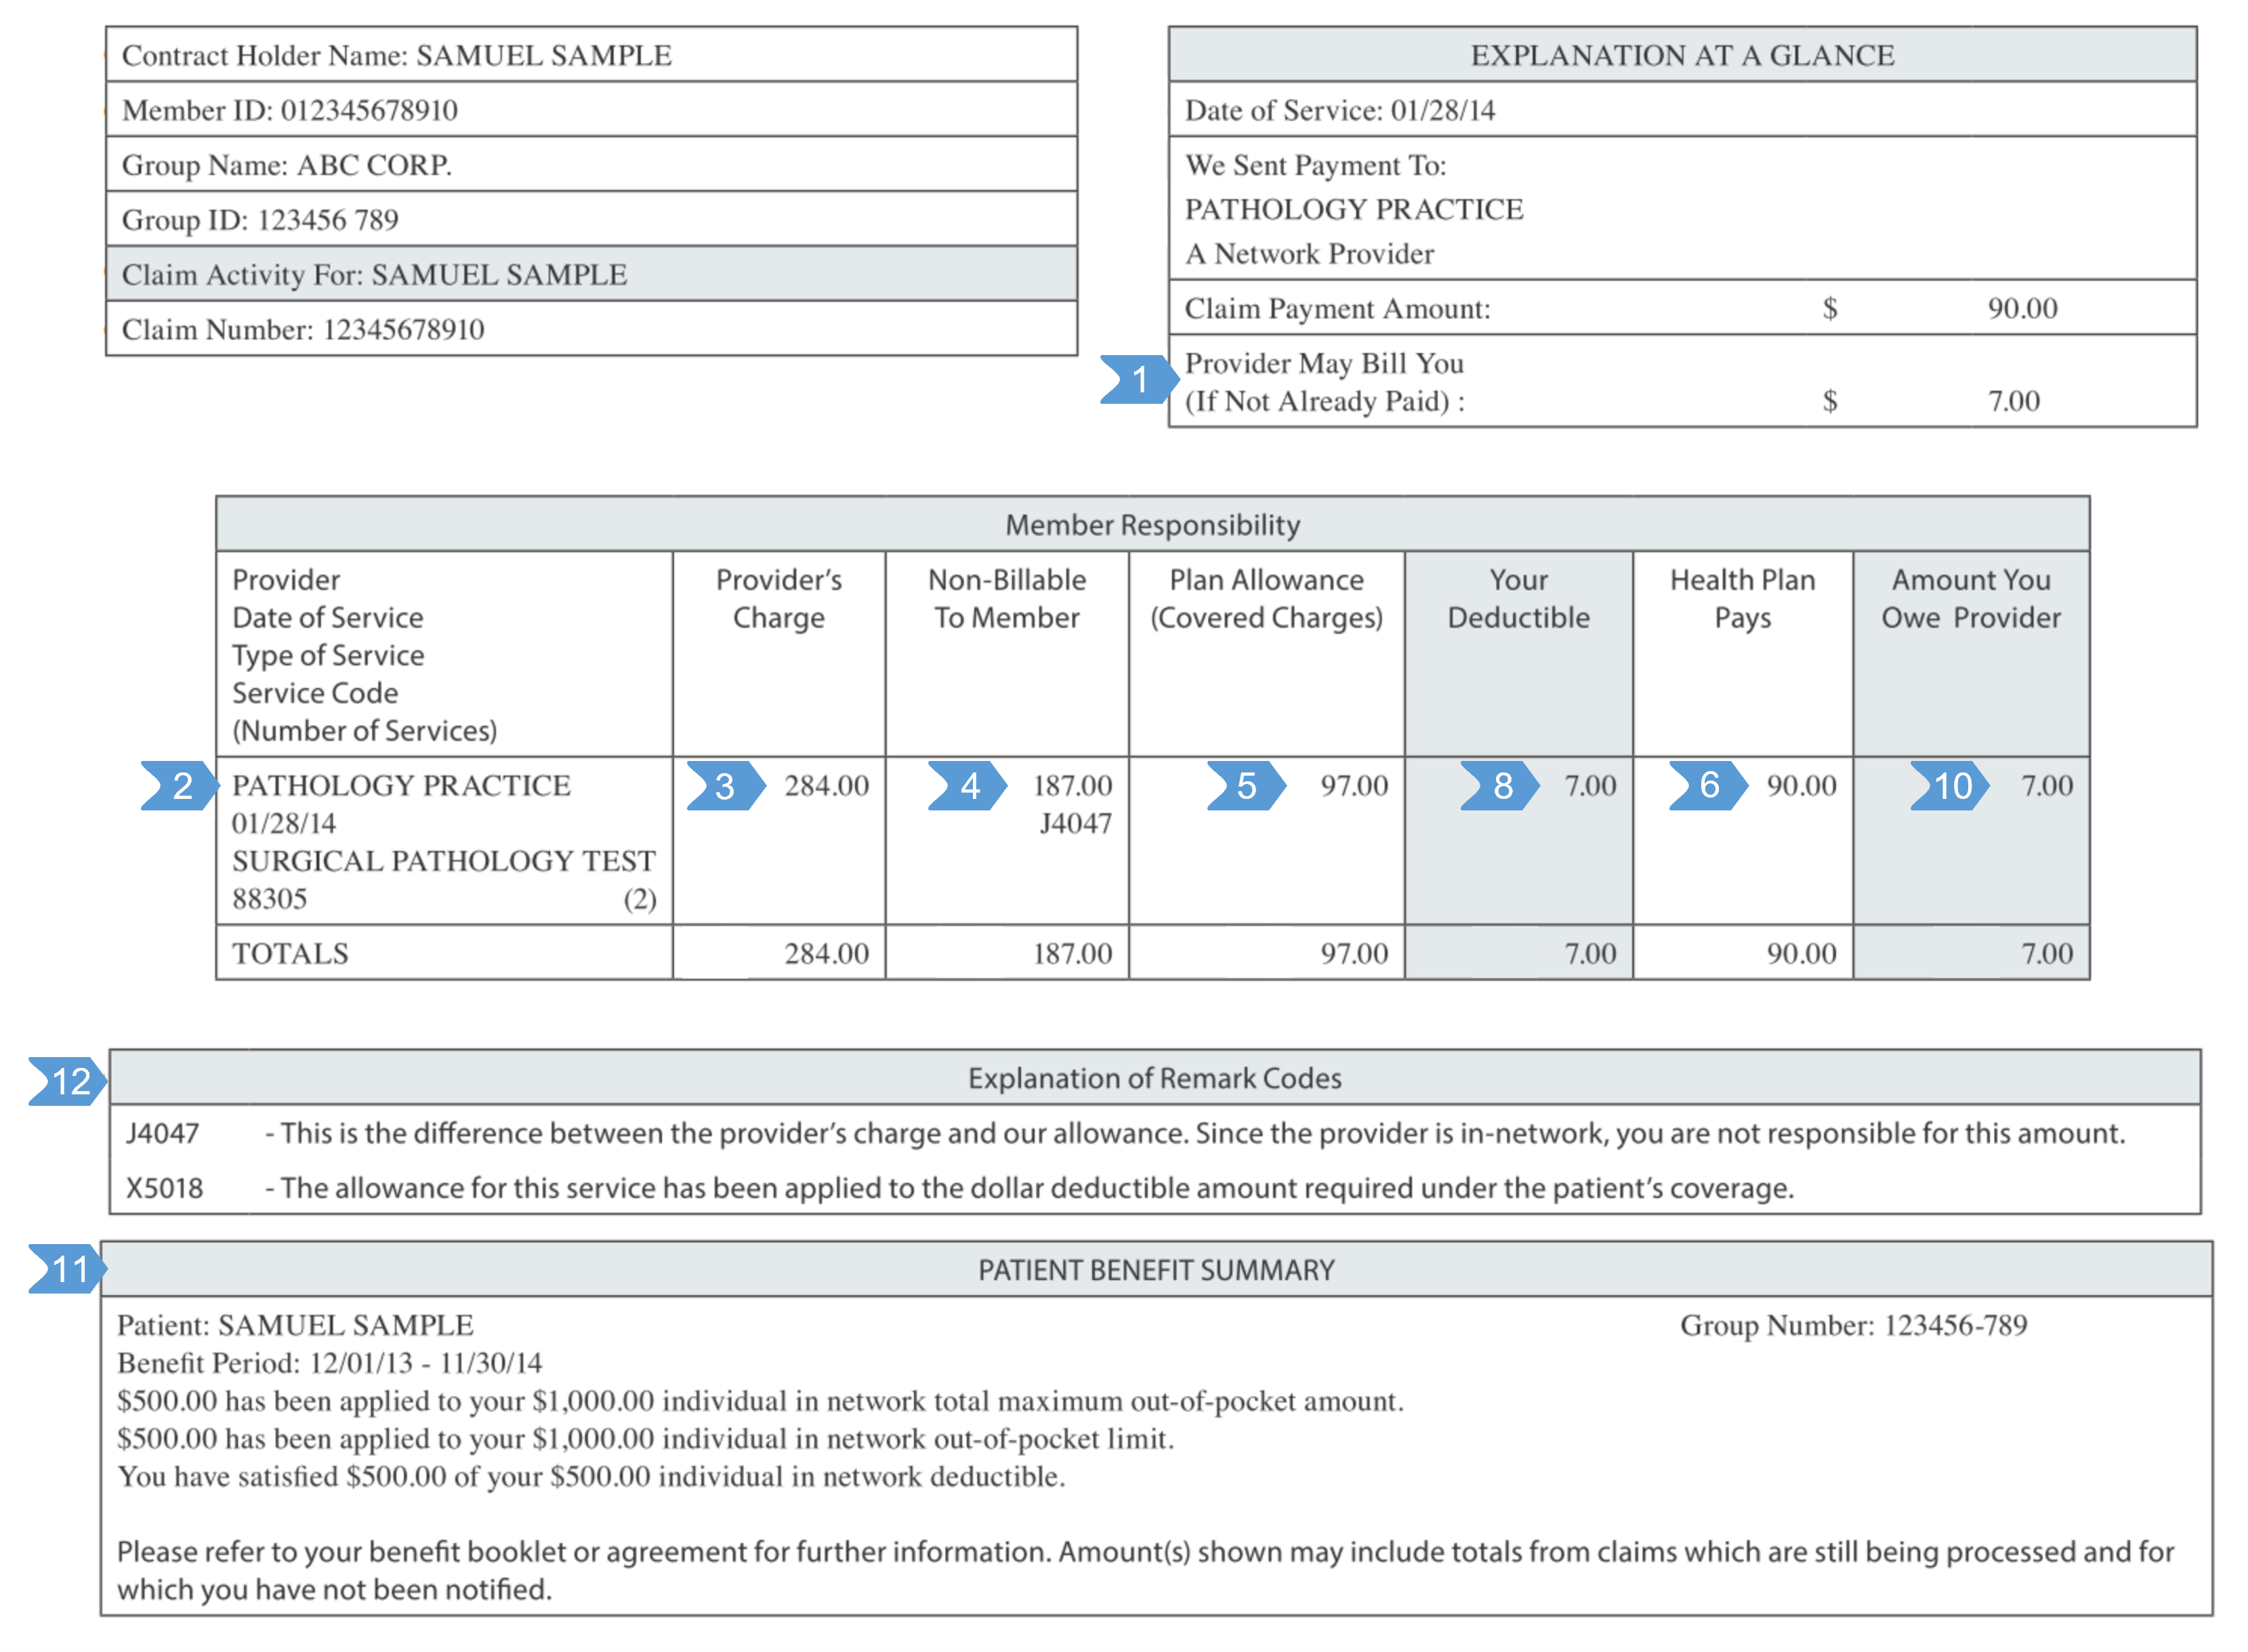 Contract Holder Name: SAMUEL SAMPLE
Member ID: 012345678910
Group Name: ABC CORP.
Group ID: 123456 789
Claim Activity For: SAMUEL SAMPLE
Claim Number: 12345678910
EXPLANATION AT A GLANCE
Date of Service: 01/28/14
We Sent Payment To:
PATHOLOGY PRACTICE
A Network Provider
Claim Payment Amount: $ 90.00
1 Provider May Bill You
(If Not Already Paid) : $ 7.00
Member Responsibility
Provider
Date of Service
Type of Service
Service Code
(Number of Services)
Provider’s
Charge
Non-Billable
To Member
Plan Allowance
(Covered Charges)
Your
Deductible
Health Plan
Pays
Amount You
Owe Provider
2 PATHOLOGY PRACTICE 3 284.00 4 187.00 5 97.00 8 7.00 6 90.00 10 7.00
01/28/14 J4047
SURGICAL PATHOLOGY TEST
88305 (2)
TOTALS 284.00 187.00 97.00 7.00 90.00 7.00
12 Explanation of Remark Codes
J4047 - This is the difference between the provider’s charge and our allowance. Since the provider is in-network, you are not responsible for this amount.
X5018 - The allowance for this service has been applied to the dollar deductible amount required under the patient’s coverage.
11 PATIENT BENEFIT SUMMARY
Patient: SAMUEL SAMPLE Group Number: 123456-789
Benefit Period: 12/01/13 - 11/30/14
$500.00 has been applied to your $1,000.00 individual in network total maximum out-of-pocket amount.
$500.00 has been applied to your $1,000.00 individual in network out-of-pocket limit.
You have satisfied $500.00 of your $500.00 individual in network deductible.
Please refer to your benefit booklet or agreement for further information. Amount(s) shown may include totals from claims which are still being processed and for
which you have not been notified.